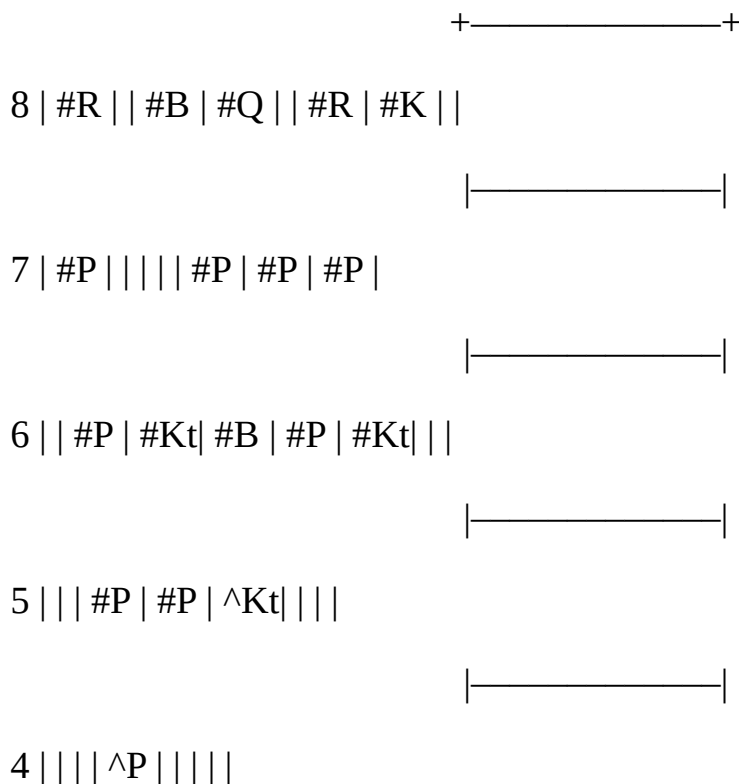 +———————+
8 | #R | | #B | #Q | | #R | #K | |
|———————|
7 | #P | | | | | #P | #P | #P |
|———————|
6 | | #P | #Kt| #B | #P | #Kt| | |
|———————|
5 | | | #P | #P | ^Kt| | | |
|———————|
4 | | | | ^P | | | | |